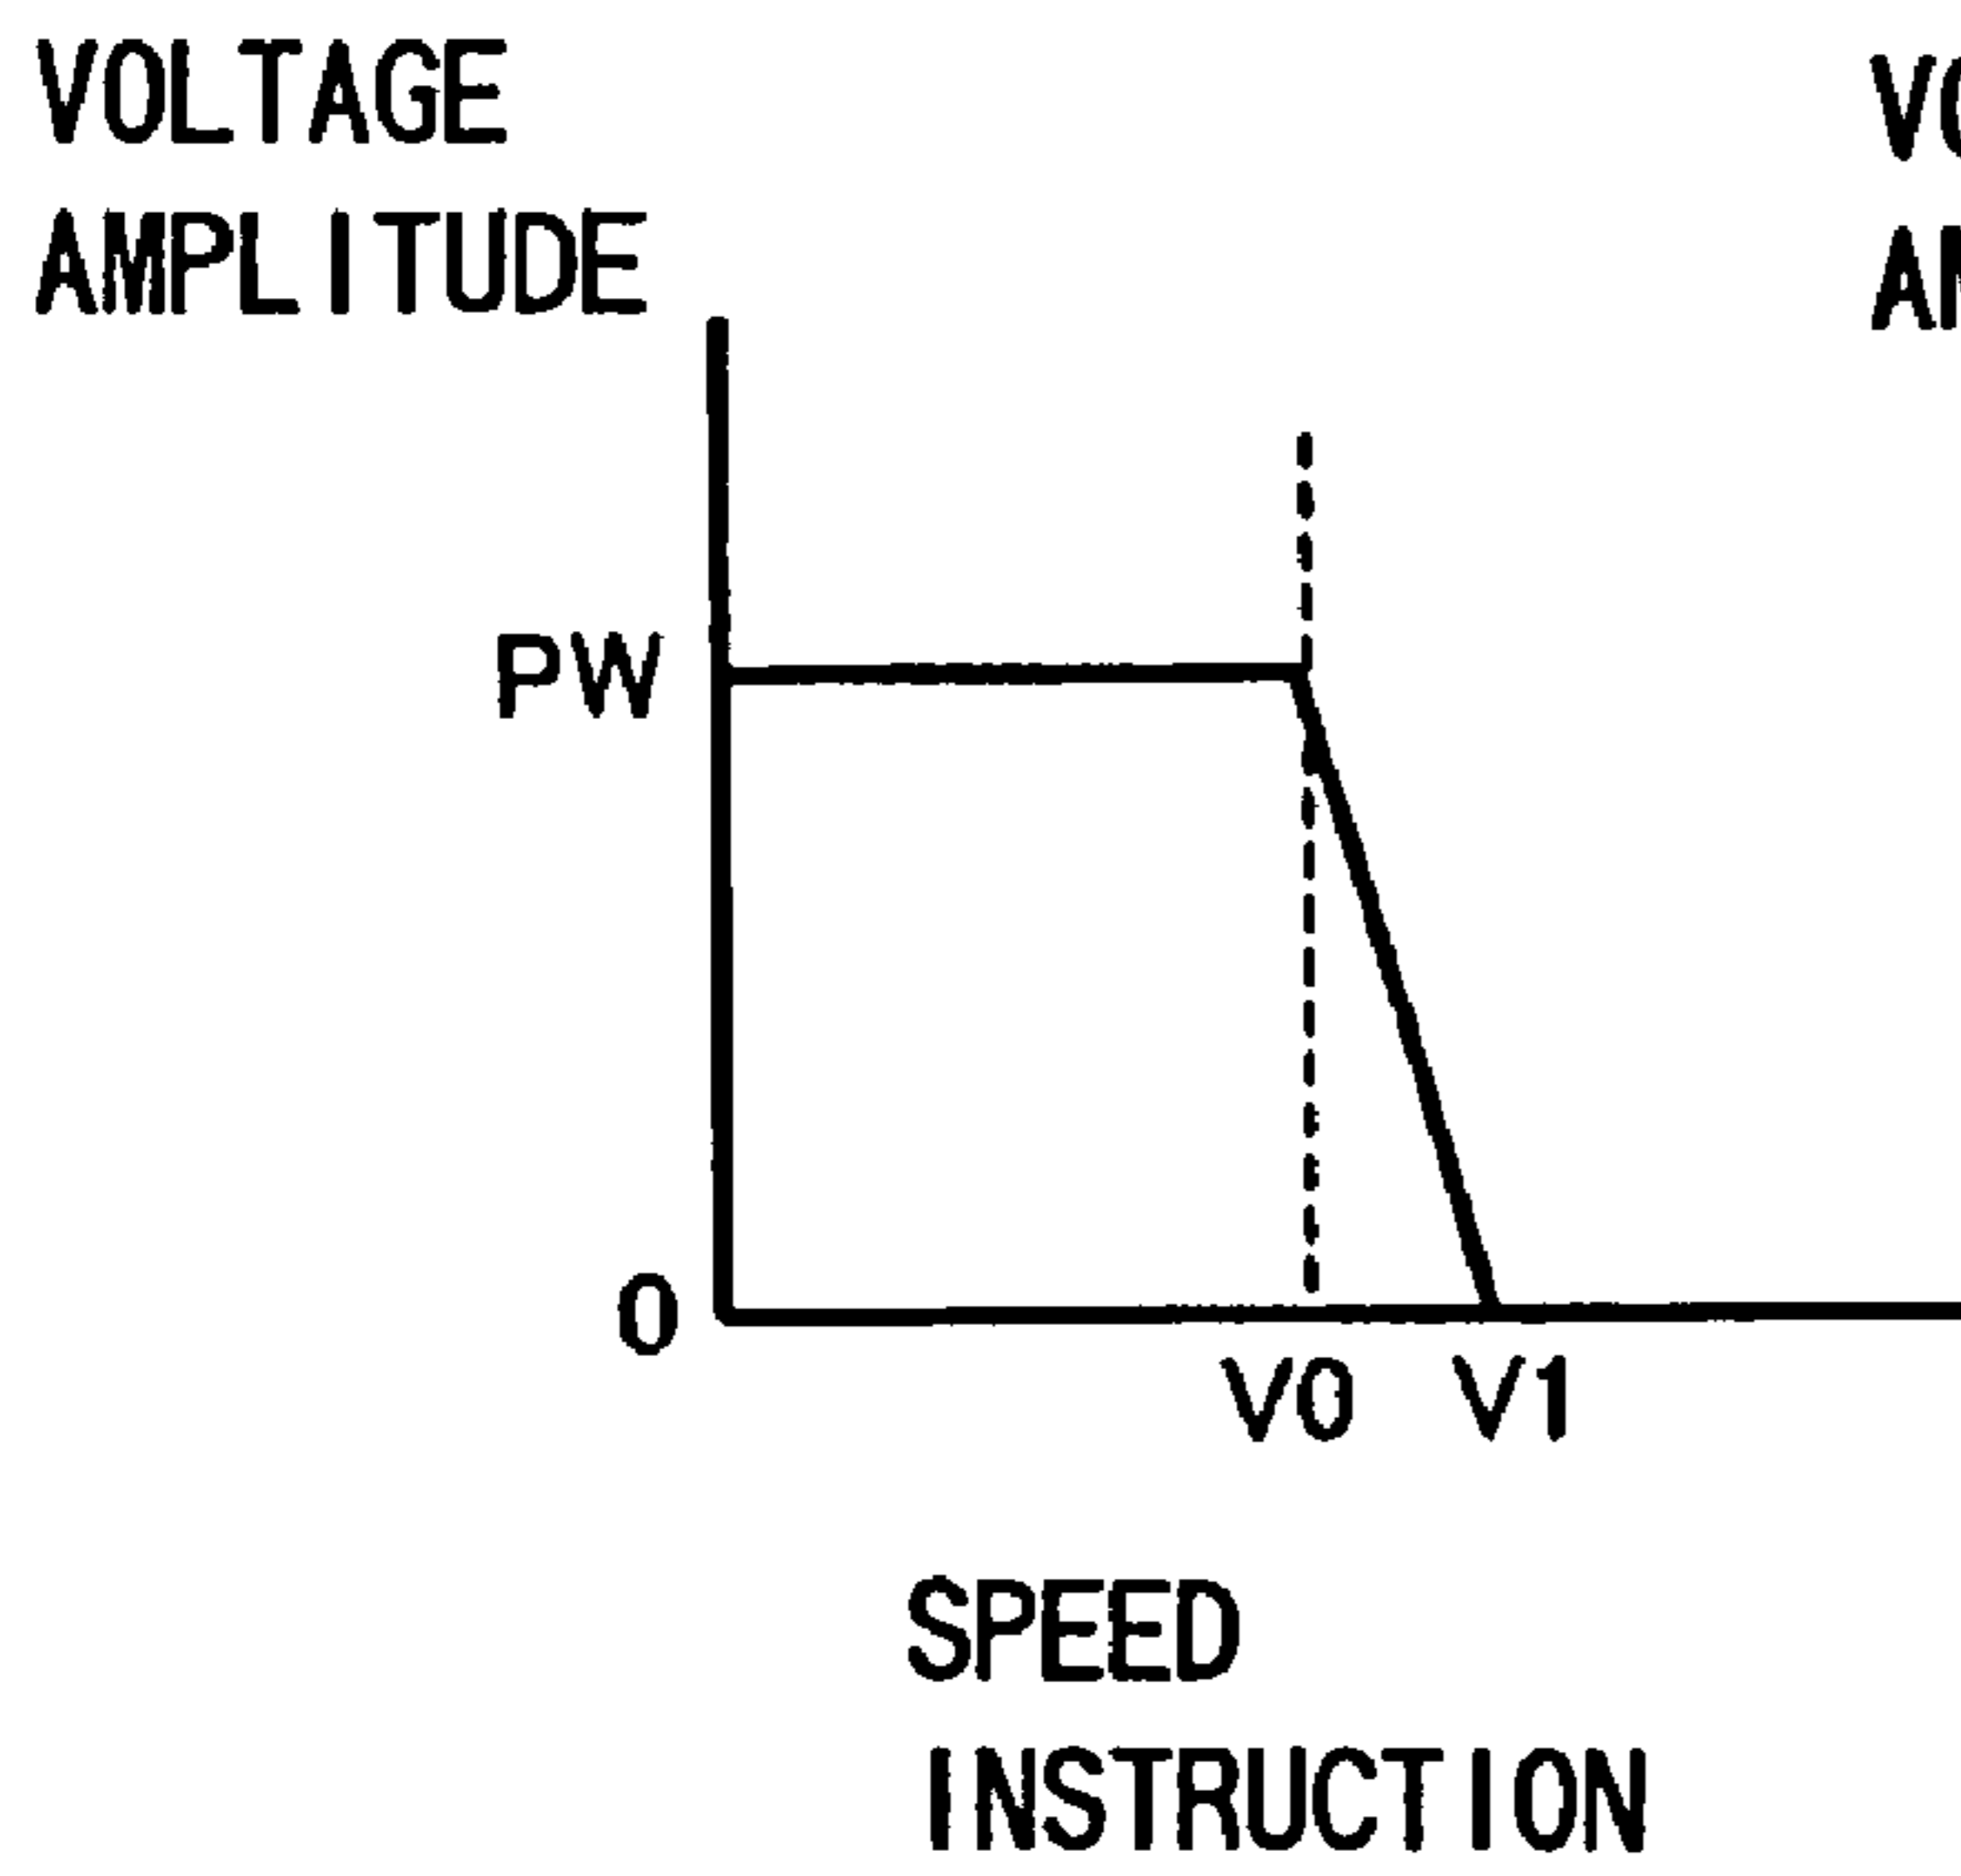 VOLTAGE
AMPLITUDE
PW
0
V0 V1
SPEED
INSTRUCTION